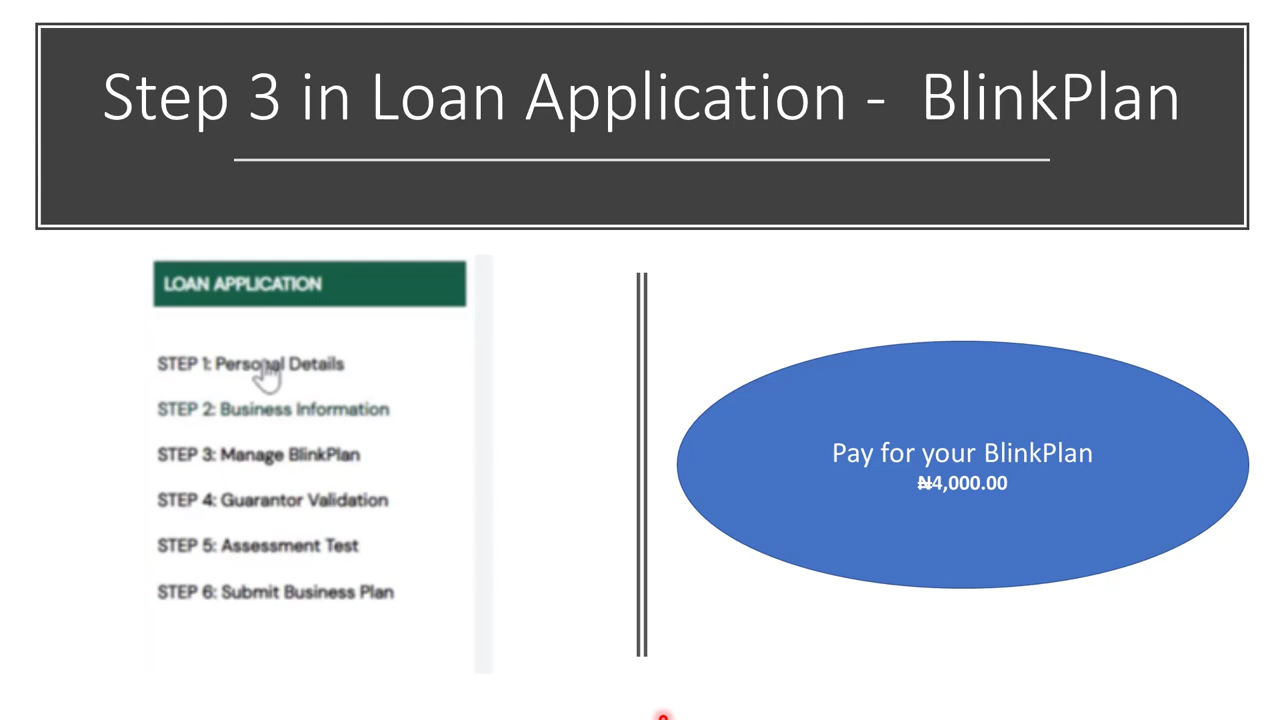 Step 3 in Loan Application - BlinkPlan
LOAN APPLICATION
STEP 1: Personal Details
STEP 2: Business Information
STEP 3: Manage BlinkPlan
STEP 4: Guarantor Validation
STEP 5: Assessment Test
STEP 6: Submit Business Plan
Pay for your BlinkPlan
₦4,000.00